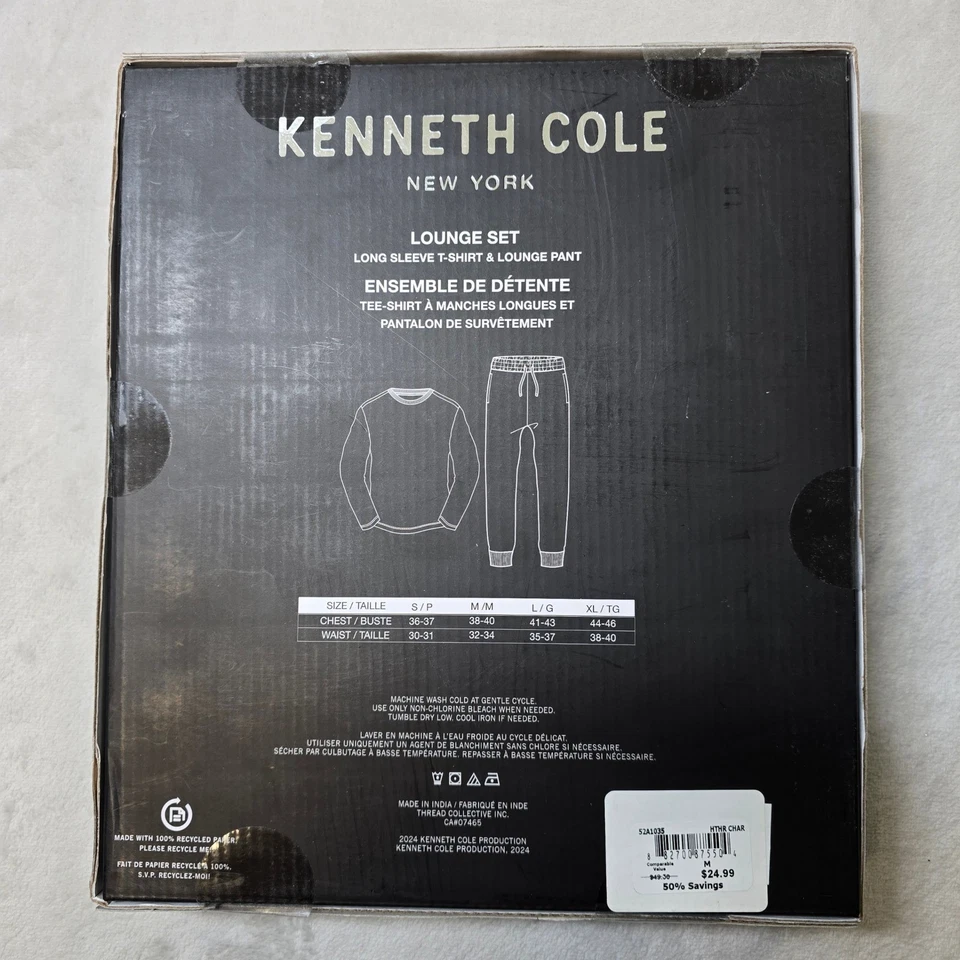 KENNETH COLE
NEW YORK
LOUNGE SET
LONG SLEEVE T-SHIRT & LOUNGE PANT
ENSEMBLE DE DÉTENTE
TEE-SHIRT À MANCHES LONGUES ET
PANTALON DE SURVÊTEMENT
SIZE / TAILLE S / P M /M L / G XL / TG
CHEST / BUSTE 36-37 38-40 41-43 44-46
WAIST / TAILLE 30-31 32-34 35-37 38-40
MACHINE WASH COLD AT GENTLE CYCLE.
USE ONLY NON-CHLORINE BLEACH WHEN NEEDED.
TUMBLE DRY LOW. COOL IRON IF NEEDED.
LAVER EN MACHINE À L'EAU FROIDE AU CYCLE DÉLICAT.
UTILISER UNIQUEMENT UN AGENT DE BLANCHIMENT SANS CHLORE SI NÉCESSAIRE.
SÉCHER PAR CULBUTAGE À BASSE TEMPÉRATURE. REPASSER À BASSE TEMPÉRATURE SI NÉCESSAIRE.
MADE IN INDIA / FABRIQUÉ EN INDE
THREAD COLLECTIVE INC.
CA#07465
2024 KENNETH COLE PRODUCTION
KENNETH COLE PRODUCTION, 2024
MADE WITH 100% RECYCLED PAPER,
PLEASE RECYCLE ME!
FAIT DE PAPIER RECYCLÉ À 100%.
S.V.P. RECYCLEZ-MOI!
52A1035 HTHR CHAR
8 82700 87550 4
Comparable
Value
M
$24.99
50% Savings